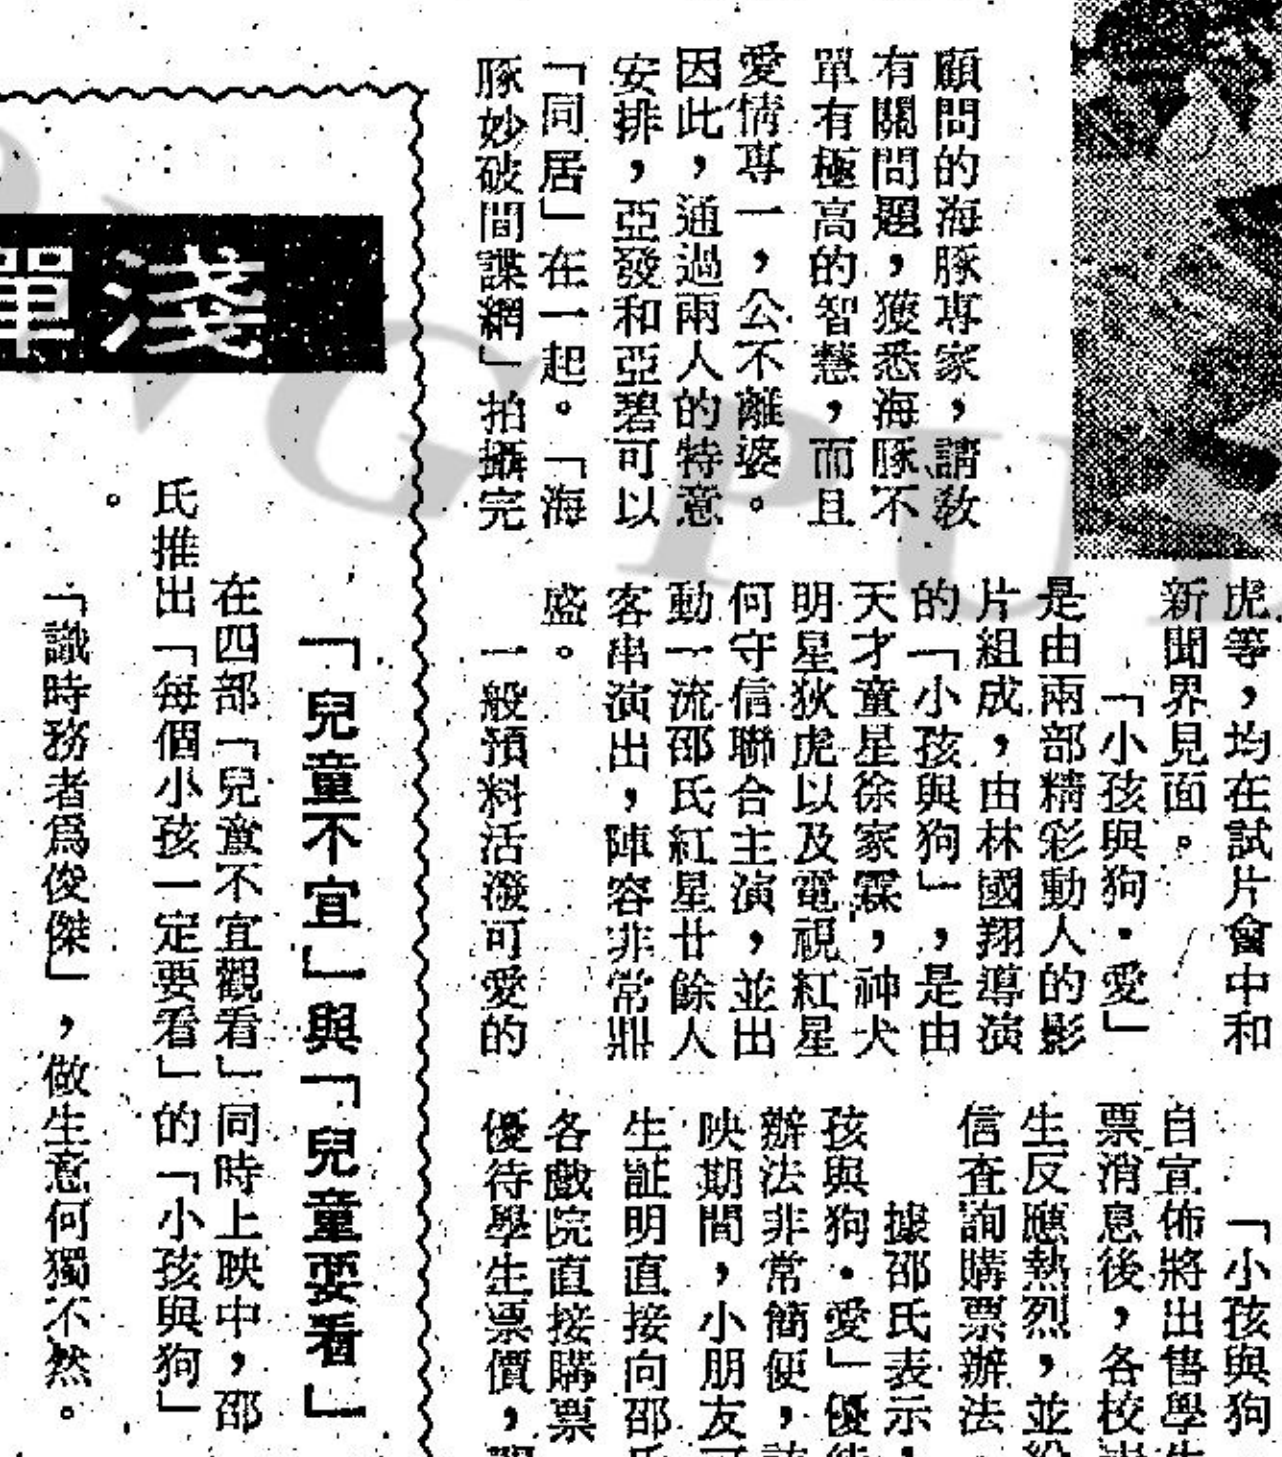 顧問的海豚專家，請敎
有關問題，獲悉海豚不
單有極高的智慧，而且
愛情專一，公不離婆。
因此，通過兩人的特意
安排，亞發和亞碧可以
「同居」在一起。「海
豚妙破間諜網」拍攝完
虎等，均在試片會中和
新聞界見面。
「小孩與狗・愛」
是由兩部精彩動人的影
片組成，由林國翔導演
的「小孩與狗」，是由
天才童星徐家霖，神犬
明星狄虎以及電視紅星
何守信聯合主演，並出
動一流邵氏紅星廿餘人
客串演出，陣容非常鼎
盛。
一般預料活潑可愛的
「小孩與狗
自宣佈將出售學生
票消息後，各校
生反應熱烈，並紛
信查詢購票辦法
據邵氏表示，
孩與狗・愛」優待
辦法非常簡便，
映期間，小朋友可
生証明直接向邵氏
各戲院直接購票
優待學生票價，
淺
「兒童不宜」與「兒童要看」
在四部「兒童不宜觀看」同時上映中，邵
氏推出「每個小孩一定要看」的「小孩與狗」
。
「識時務者爲俊傑」，做生意何獨不然。